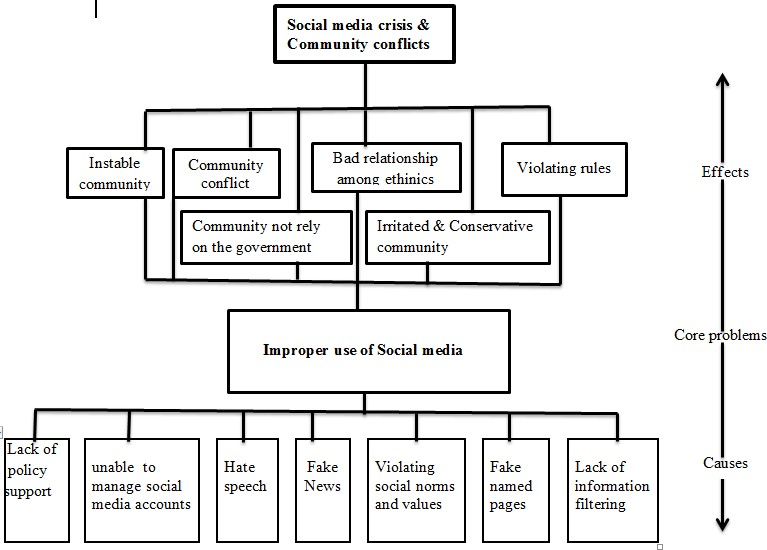 Social media crisis &
Community conflicts
Instable
community
Community
conflict
Bad relationship
among ethinics
Violating rules
Effects
Community not rely
on the government
Irritated & Conservative
community
Core problems
Improper use of Social media
Causes
Lack of
policy
support
unable to
manage social
media accounts
Hate
speech
Fake
News
Violating
social norms
and values
Fake
named
pages
Lack of
information
filtering